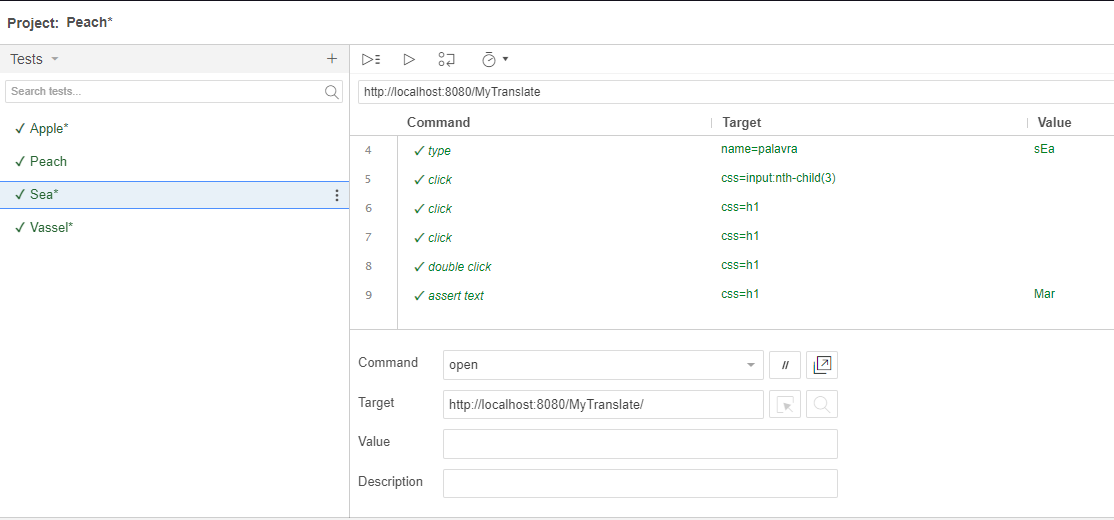 Project: Peach*
Tests
Search tests...
✓ Apple*
✓ Peach
✓ Sea*
✓ Vassel*
http://localhost:8080/MyTranslate
Command Target Value
4 ✓ type name=palavra sEa
5 ✓ click css=input:nth-child(3)
6 ✓ click css=h1
7 ✓ click css=h1
8 ✓ double click css=h1
9 ✓ assert text css=h1 Mar
Command open //
Target http://localhost:8080/MyTranslate/
Value
Description